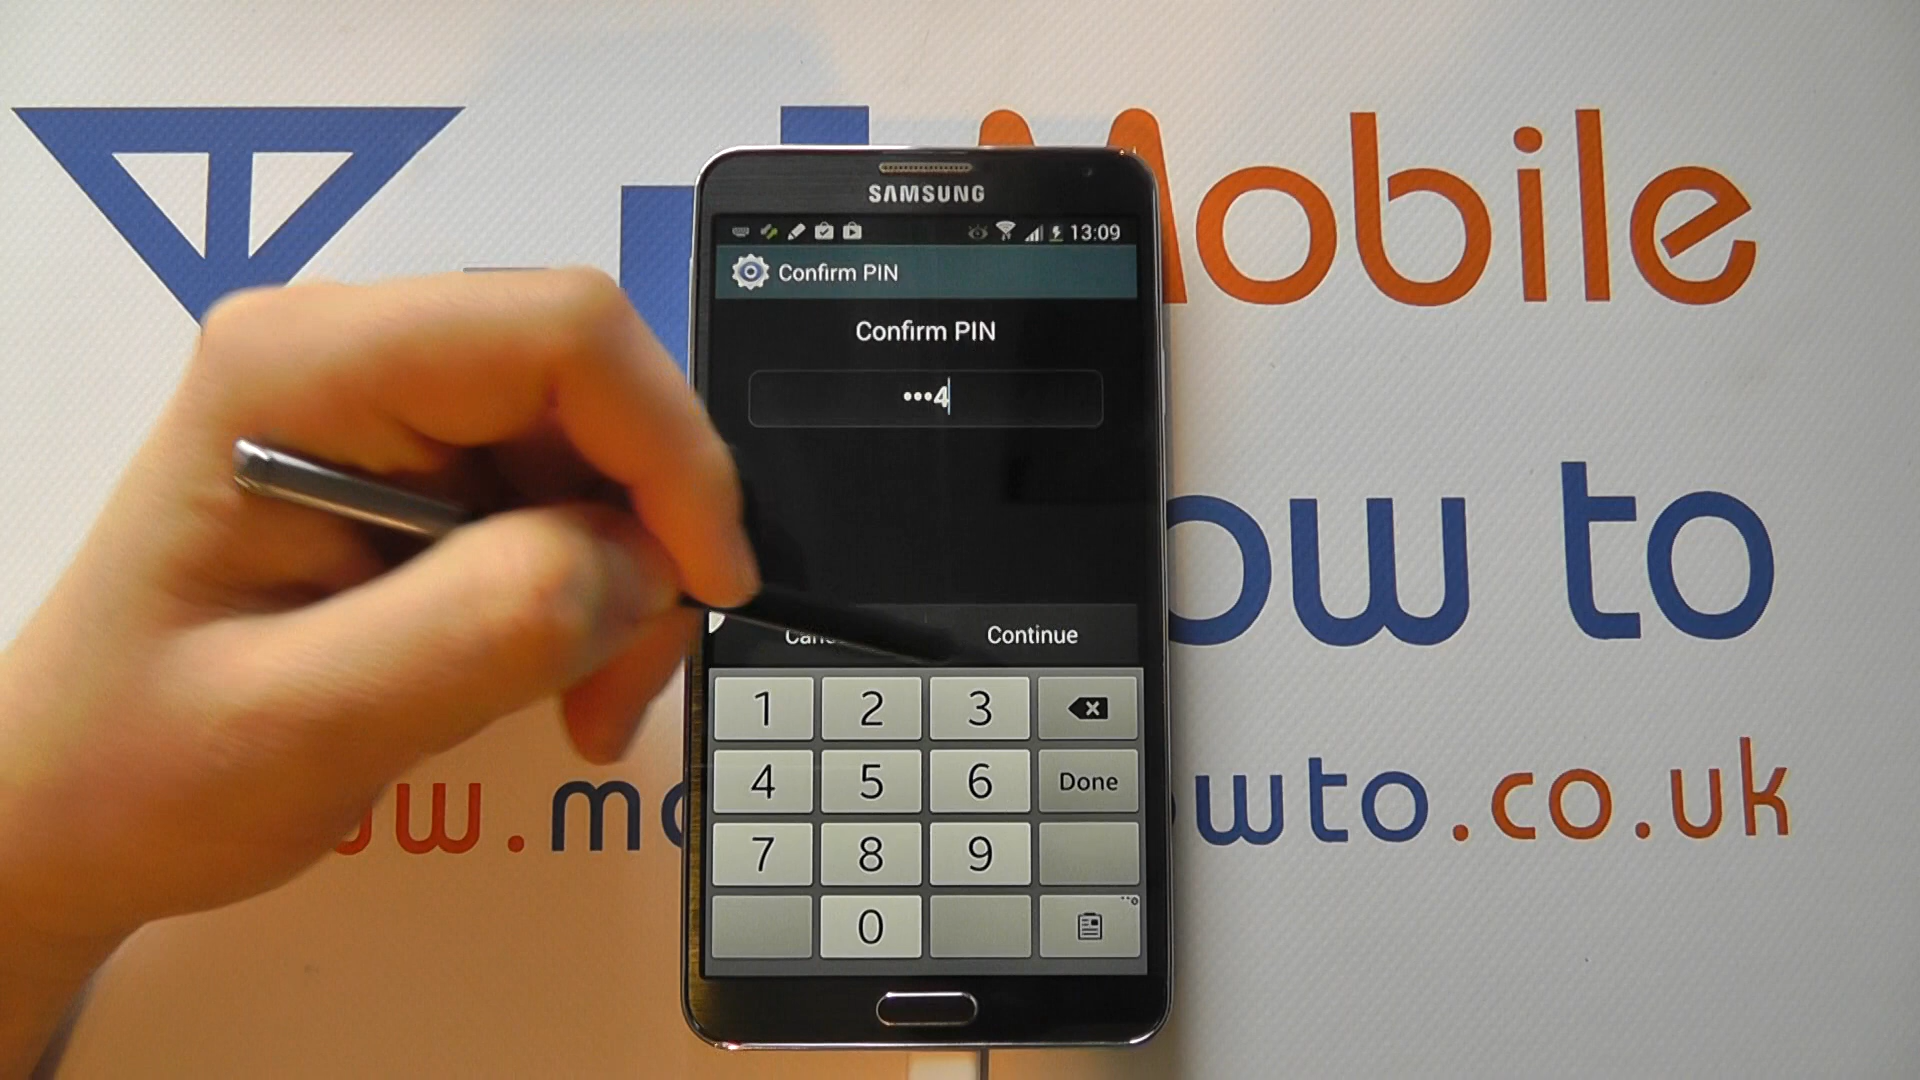 Mobile
SAMSUNG
13:09
Confirm PIN
Confirm PIN
•••4
ow to
Continue
1 2 3
4 5 6 Done
7 8 9
0
wto.co.uk